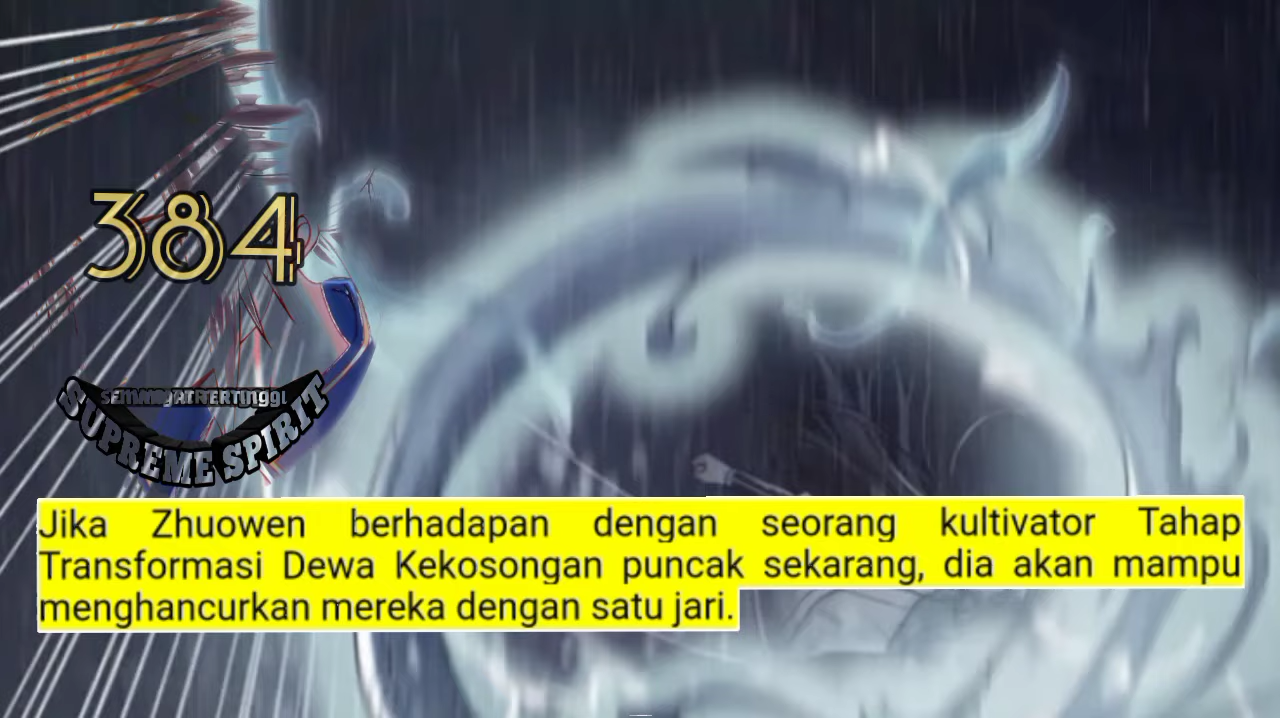 384
SEMANGAT TERTINGGI
SUPREME SPIRIT
Jika Zhuowen berhadapan dengan seorang kultivator Tahap
Transformasi Dewa Kekosongan puncak sekarang, dia akan mampu
menghancurkan mereka dengan satu jari.